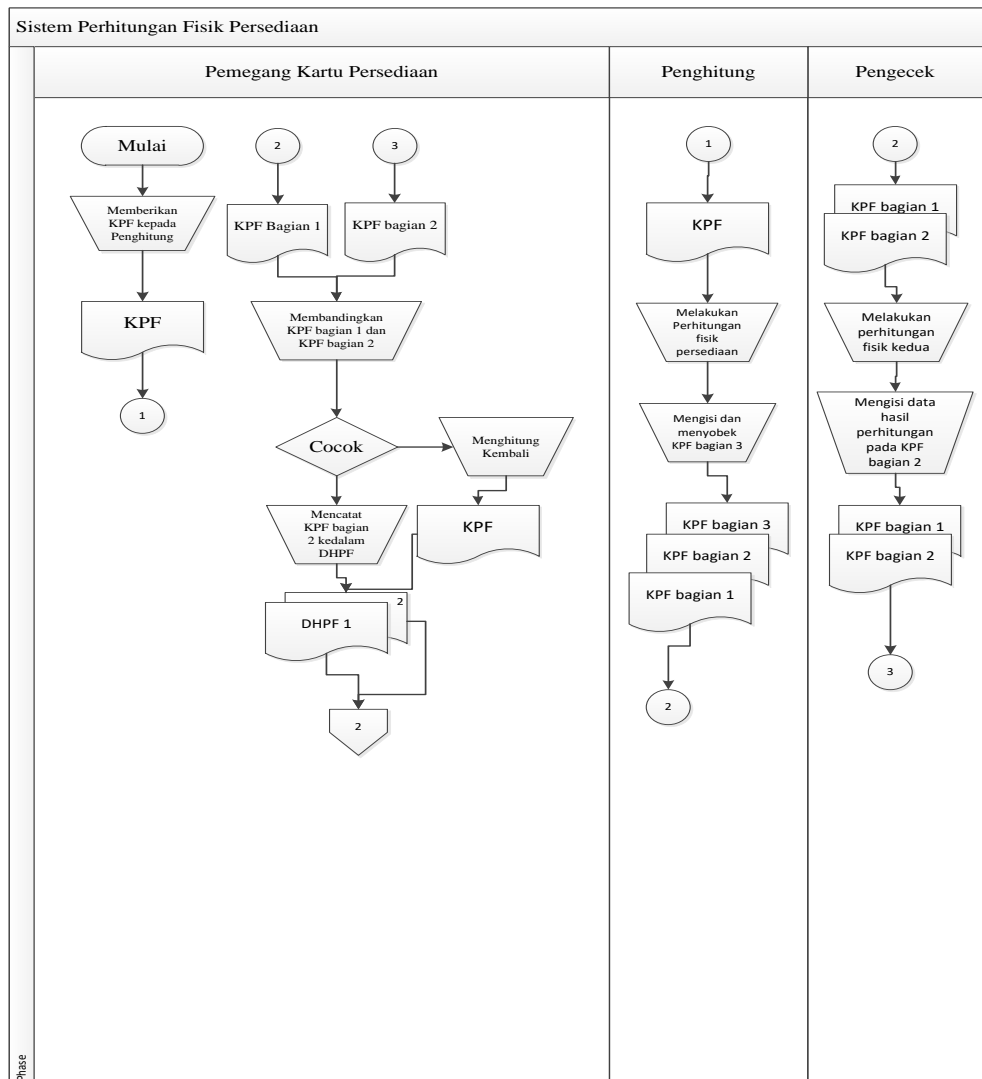 Sistem Perhitungan Fisik Persediaan
Pemegang Kartu Persediaan
Penghitung
Pengecek
Mulai
Memberikan
KPF kepada
Penghitung
KPF
1
2
3
KPF Bagian 1
KPF bagian 2
Membandingkan
KPF bagian 1 dan
KPF bagian 2
Cocok
Menghitung
Kembali
Mencatat
KPF bagian
2 kedalam
DHPF
KPF
2
DHPF 1
2
1
KPF
Melakukan
Perhitungan
fisik
persediaan
Mengisi dan
menyobek
KPF bagian 3
KPF bagian 3
KPF bagian 2
KPF bagian 1
2
2
KPF bagian 1
KPF bagian 2
Melakukan
perhitungan
fisik kedua
Mengisi data
hasil
perhitungan
pada KPF
bagian 2
KPF bagian 1
KPF bagian 2
3
Phase